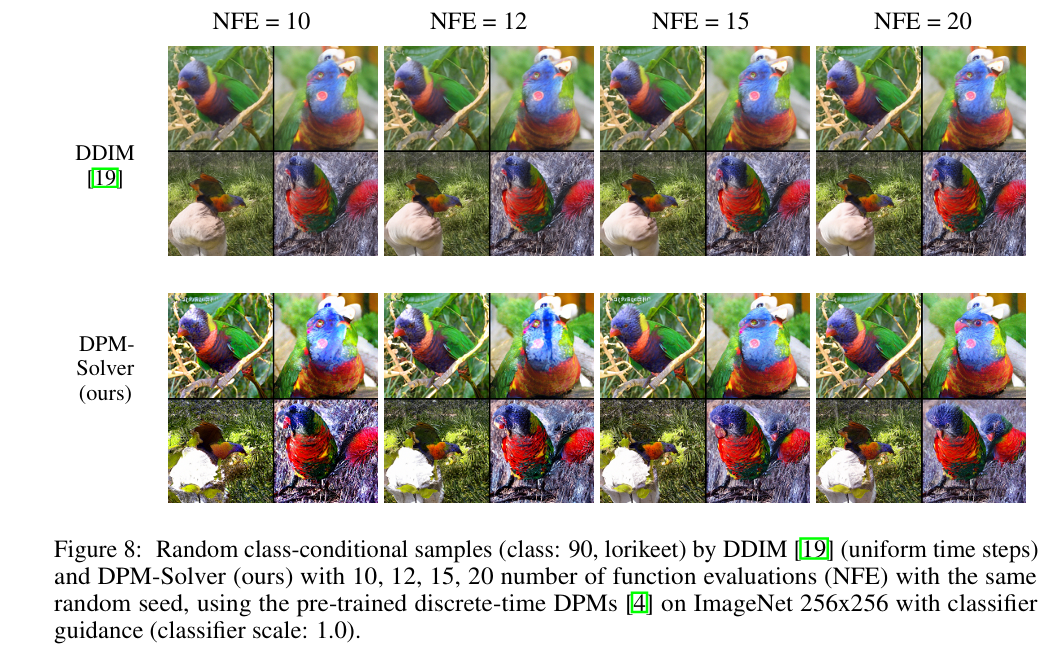 NFE = 10 NFE = 12 NFE = 15 NFE = 20
DDIM
[19]
DPM-
Solver
(ours)
Figure 8: Random class-conditional samples (class: 90, lorikeet) by DDIM [19] (uniform time steps)
and DPM-Solver (ours) with 10, 12, 15, 20 number of function evaluations (NFE) with the same
random seed, using the pre-trained discrete-time DPMs [4] on ImageNet 256x256 with classifier
guidance (classifier scale: 1.0).